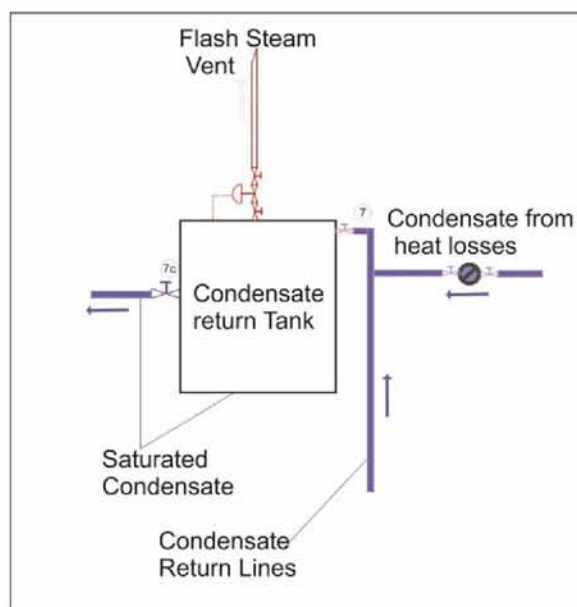 Flash Steam
Vent
7
Condensate from
heat losses
7c
Condensate
return Tank
Saturated
Condensate
Condensate
Return Lines